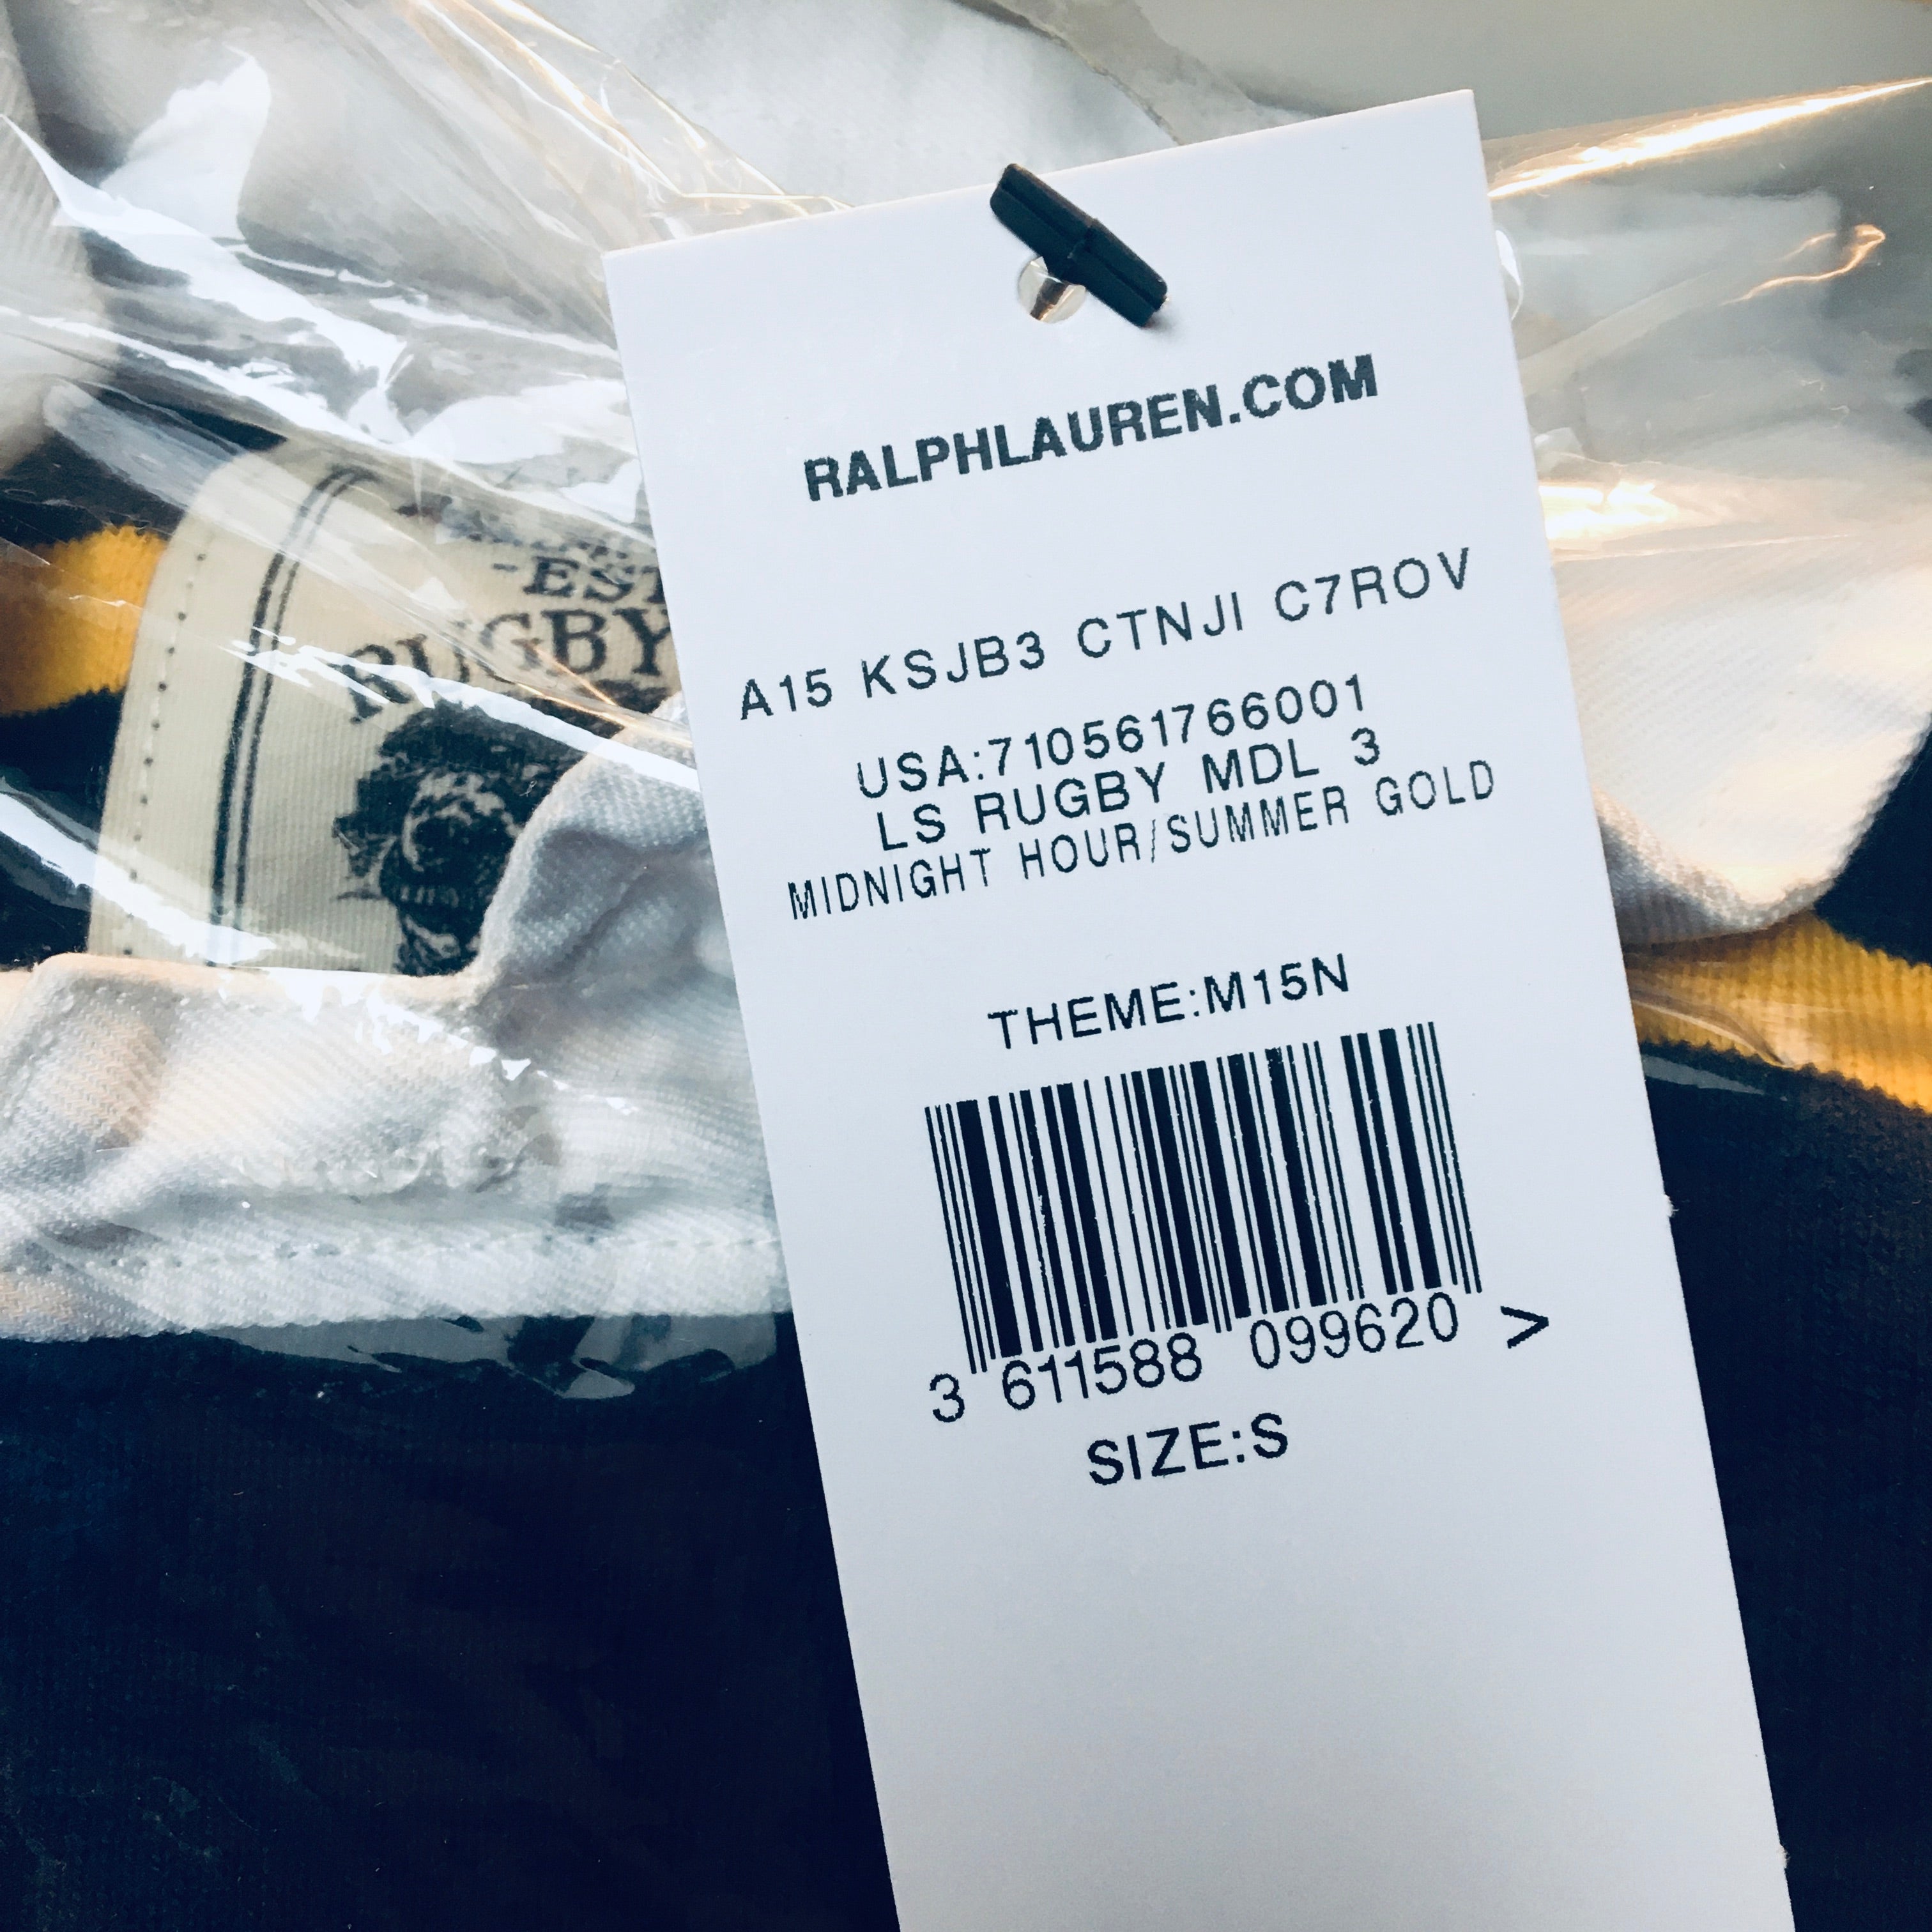 RALPHLAUREN.COM
A15 KSJB3 CTNJI C7ROV
USA:710561766001
LS RUGBY MDL 3
MIDNIGHT HOUR/SUMMER GOLD
THEME:M15N
3 611588 099620 >
SIZE:S
-EST
RUGBY